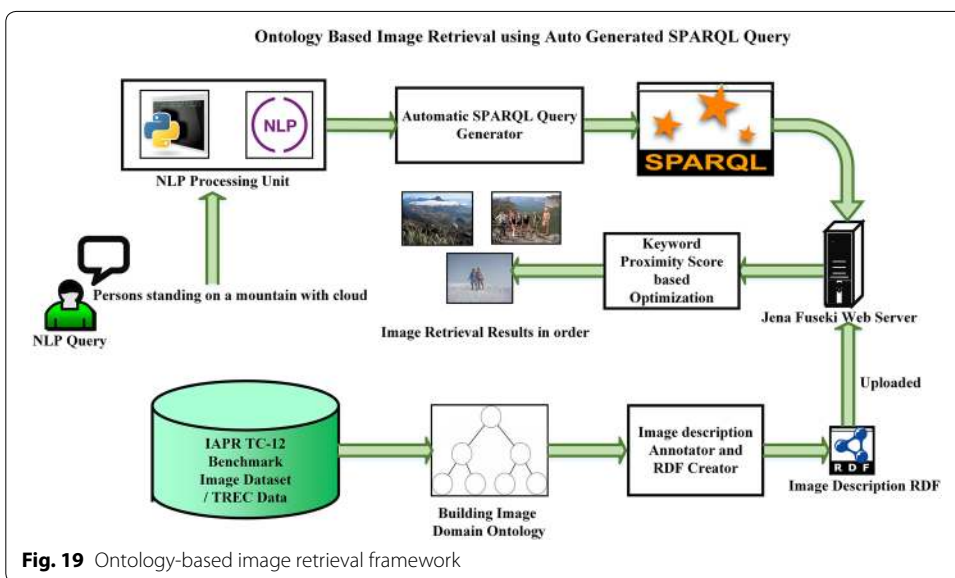 Ontology Based Image Retrieval using Auto Generated SPARQL Query
NLP
NLP Processing Unit
Automatic SPARQL Query
Generator
SPARQL
Persons standing on a mountain with cloud
NLP Query
Image Retrieval Results in order
Keyword
Proximity Score
based
Optimization
Jena Fuseki Web Server
Uploaded
IAPR TC-12
Benchmark
Image Dataset
/ TREC Data
Building Image
Domain Ontology
Image description
Annotator and
RDF Creator
RDF
Image Description RDF
Fig. 19 Ontology-based image retrieval framework